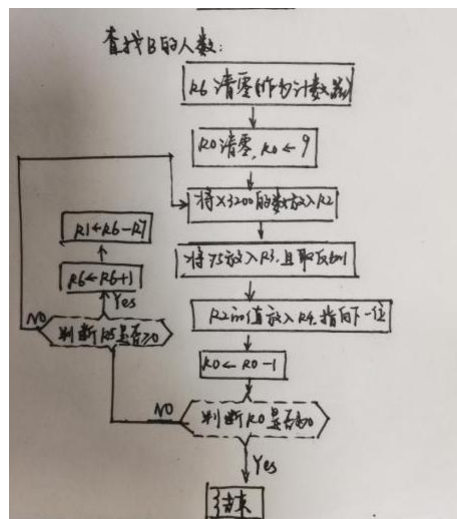 查找B的人数:
R6清零(作为计数器)
R0清零, R0←9
将x3200的数放入R2
将75放入R3,且取反加1
R2的值放入R4,指向下一位
R0←R0-1
判断R0是否为0
NO
Yes
结束
R1←R6-R7
R6←R6+1
Yes
判断R5是否≥0
NO